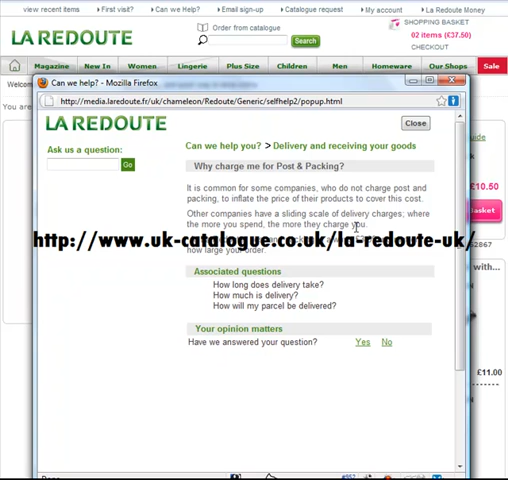 view recent items
First visit?
Can we Help?
Email sign-up
Catalogue request
My account
La Redoute Money
LA REDOUTE
Order from catalogue
Search
SHOPPING BASKET
02 items (£37.50)
CHECKOUT
Magazine
New In
Women
Lingerie
Plus Size
Children
Men
Homeware
Our Shops
Sale
Can we help? - Mozilla Firefox
http://media.laredoute.fr/uk/chameleon/Redoute/Generic/selfhelp2/popup.html
LA REDOUTE
Close
Ask us a question:
Go
Can we help you? > Delivery and receiving your goods
Why charge me for Post & Packing?
It is common for some companies, who do not charge post and
packing, to inflate the price of their products to cover this cost.
Other companies have a sliding scale of delivery charges; where
the more you spend, the more they charge you.
http://www.uk-catalogue.co.uk/la-redoute-uk/
how large your order.
Associated questions
How long does delivery take?
How much is delivery?
How will my parcel be delivered?
Your opinion matters
Have we answered your question?
Yes
No
£10.50
£11.00